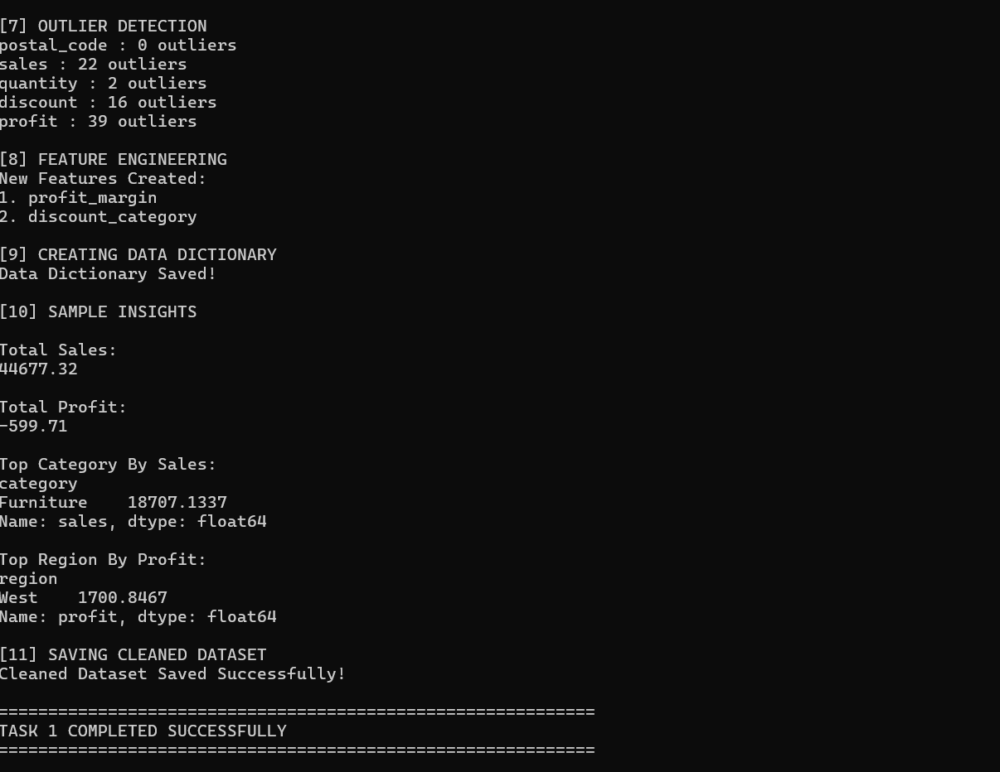 [7] OUTLIER DETECTION
postal_code : 0 outliers
sales : 22 outliers
quantity : 2 outliers
discount : 16 outliers
profit : 39 outliers
[8] FEATURE ENGINEERING
New Features Created:
1. profit_margin
2. discount_category
[9] CREATING DATA DICTIONARY
Data Dictionary Saved!
[10] SAMPLE INSIGHTS
Total Sales:
44677.32
Total Profit:
-599.71
Top Category By Sales:
category
Furniture    18707.1337
Name: sales, dtype: float64
Top Region By Profit:
region
West    1700.8467
Name: profit, dtype: float64
[11] SAVING CLEANED DATASET
Cleaned Dataset Saved Successfully!
============================================================
TASK 1 COMPLETED SUCCESSFULLY
============================================================